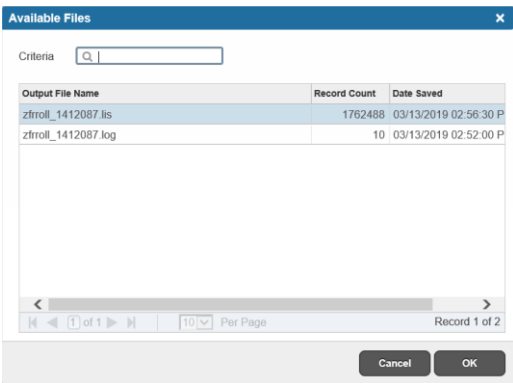 Available Files
Criteria
Output File Name Record Count Date Saved
zfrroll_1412087.lis 1762488 03/13/2019 02:56:30 P
zfrroll_1412087.log 10 03/13/2019 02:52:00 P
1 of 1 10 Per Page Record 1 of 2
Cancel OK